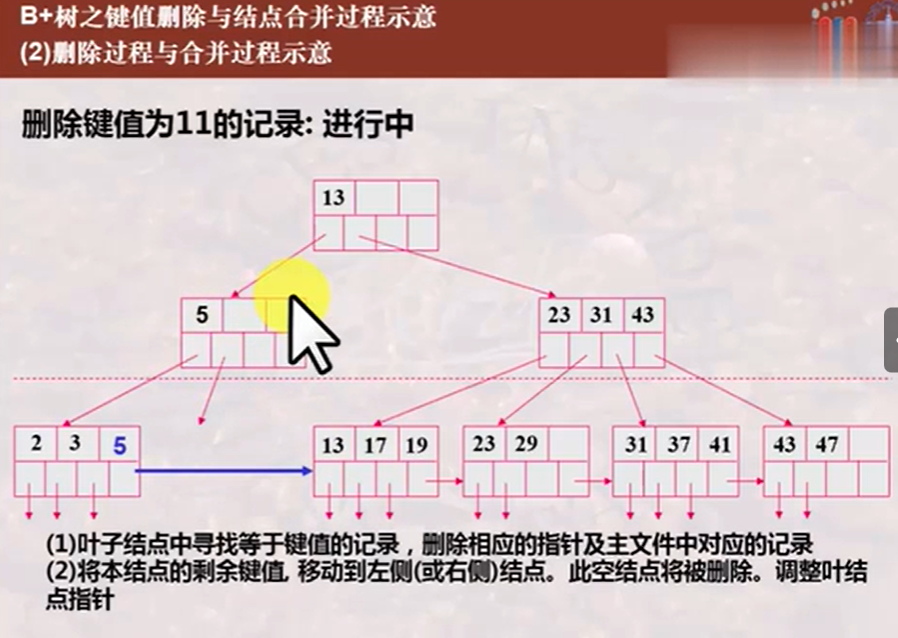 B+树之键值删除与结点合并过程示意
(2)删除过程与合并过程示意
删除键值为11的记录: 进行中
13
5
23 31 43
2 3 5
13 17 19
23 29
31 37 41
43 47
(1)叶子结点中寻找等于键值的记录，删除相应的指针及主文件中对应的记录
(2)将本结点的剩余键值, 移动到左侧(或右侧)结点。此空结点将被删除。调整叶结
点指针